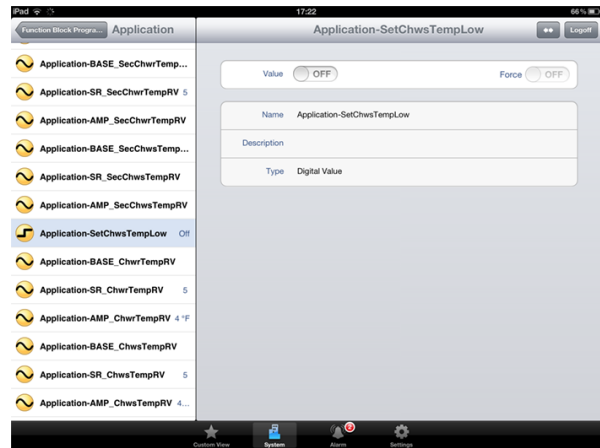 iPad
17:22
66%
Function Block Progra...
Application
Application-SetChwsTempLow
Logoff
Application-BASE_SecChwrTemp...
Application-SR_SecChwrTempRV 5
Application-AMP_SecChwrTempRV
Application-BASE_SecChwsTemp...
Application-SR_SecChwsTempRV
Application-AMP_SecChwsTempRV
Application-SetChwsTempLow Off
Application-BASE_ChwrTempRV
Application-SR_ChwrTempRV 5
Application-AMP_ChwrTempRV 4 °F
Application-BASE_ChwsTempRV
Application-SR_ChwsTempRV 5
Application-AMP_ChwsTempRV 4...
Value OFF
Force OFF
Name Application-SetChwsTempLow
Description
Type Digital Value
Custom View
System
Alarm
Settings